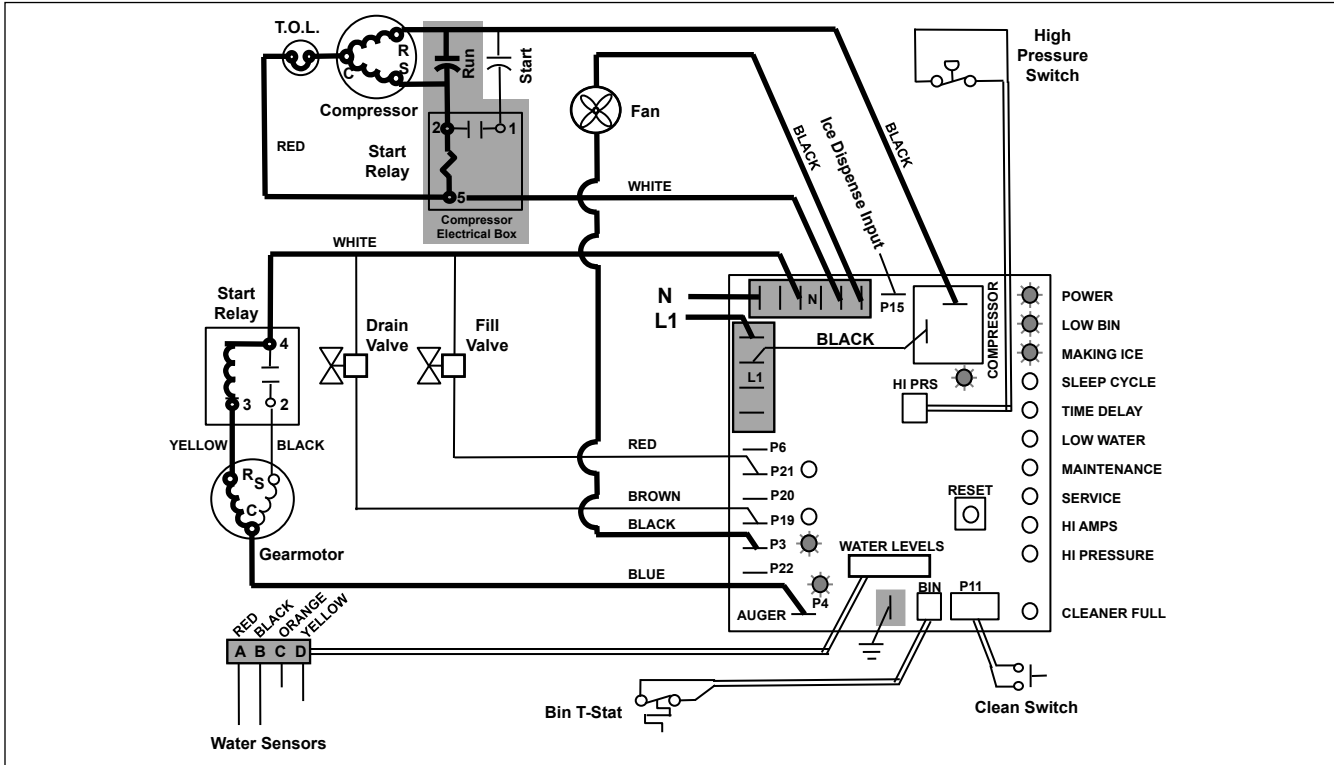 T.O.L.
R
S
C
Compressor
RED
Run
Start
2
1
Start
Relay
5
Compressor
Electrical Box
Fan
BLACK
Ice Dispense Input
BLACK
High
Pressure
Switch
WHITE
WHITE
Start
Relay
4
3
2
YELLOW
BLACK
R
S
C
Gearmotor
Drain
Valve
Fill
Valve
N
L1
N
P15
COMPRESSOR
BLACK
L1
HI PRS
POWER
LOW BIN
MAKING ICE
SLEEP CYCLE
TIME DELAY
LOW WATER
MAINTENANCE
SERVICE
HI AMPS
HI PRESSURE
CLEANER FULL
RED
BROWN
BLACK
BLUE
P6
P21
P20
P19
P3
P22
P4
AUGER
RESET
WATER LEVELS
BIN
P11
RED
BLACK
ORANGE
YELLOW
A B C D
Water Sensors
Bin T-Stat
Clean Switch